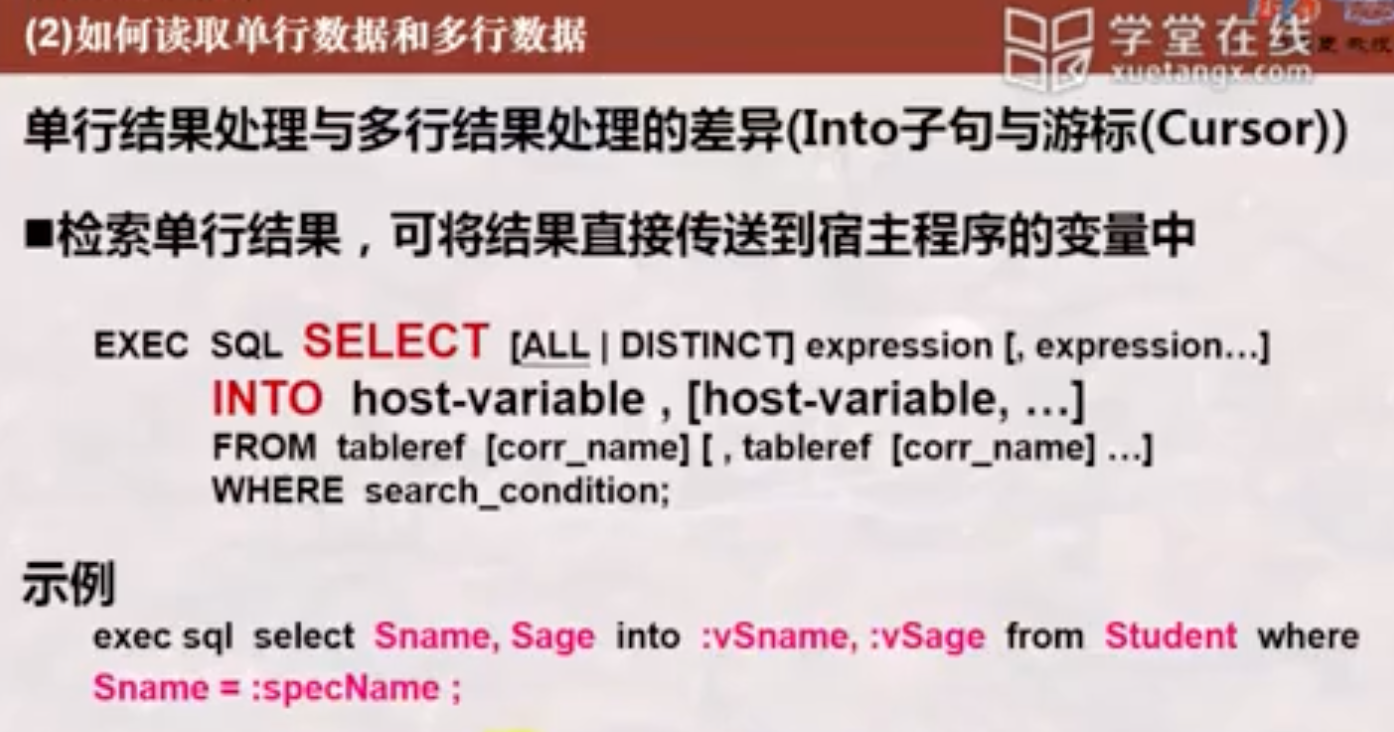 (2)如何读取单行数据和多行数据
学堂在线
xuetangx.com
教授
单行结果处理与多行结果处理的差异(Into子句与游标(Cursor))
■检索单行结果，可将结果直接传送到宿主程序的变量中
EXEC SQL SELECT [ALL | DISTINCT] expression [, expression…]
INTO host-variable , [host-variable, …]
FROM tableref [corr_name] [ , tableref [corr_name] …]
WHERE search_condition;
示例
exec sql select Sname, Sage into :vSname, :vSage from Student where
Sname = :specName ;